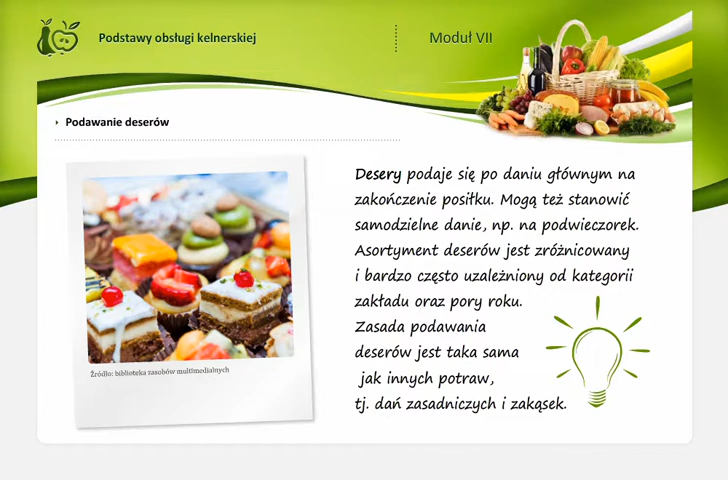 Podstawy obsługi kelnerskiej
Moduł VII
Podawanie deserów
Desery podaje się po daniu głównym na
zakończenie posiłku. Mogą też stanowić
samodzielne danie, np. na podwieczorek.
Asortyment deserów jest zróżnicowany
i bardzo często uzależniony od kategorii
zakładu oraz pory roku.
Zasada podawania
deserów jest taka sama
jak innych potraw,
tj. dań zasadniczych i zakąsek.
Źródło: biblioteka zasobów multimedialnych